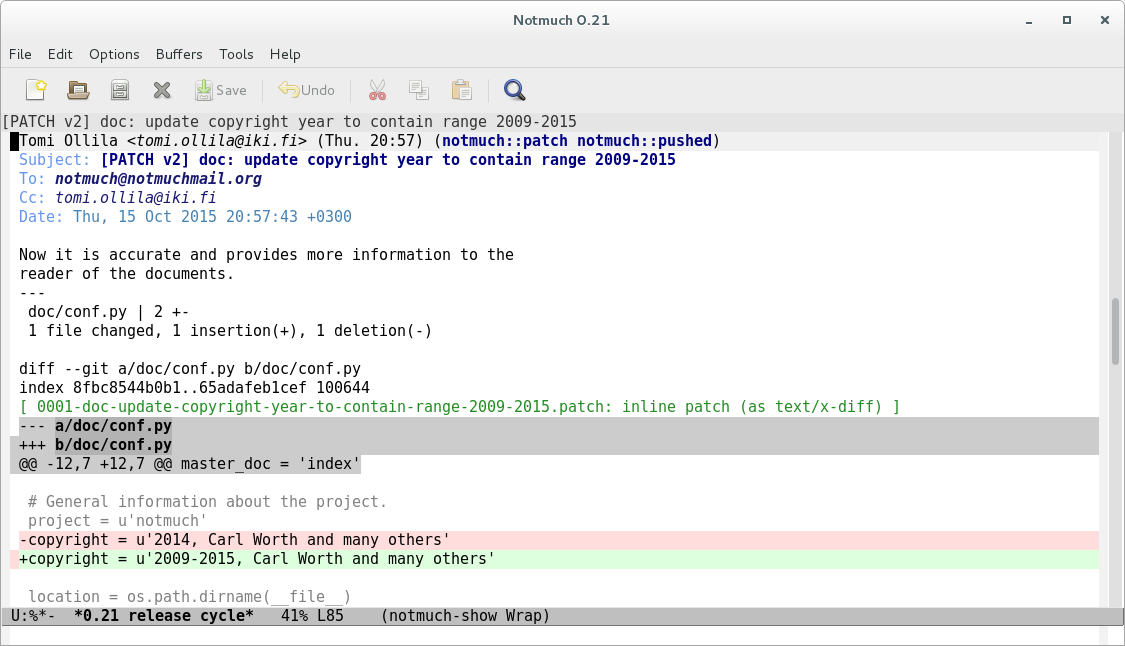 Notmuch 0.21
File Edit Options Buffers Tools Help
Save Undo
[PATCH v2] doc: update copyright year to contain range 2009-2015
Tomi Ollila <tomi.ollila@iki.fi> (Thu. 20:57) (notmuch::patch notmuch::pushed)
Subject: [PATCH v2] doc: update copyright year to contain range 2009-2015
To: notmuch@notmuchmail.org
Cc: tomi.ollila@iki.fi
Date: Thu, 15 Oct 2015 20:57:43 +0300
Now it is accurate and provides more information to the
reader of the documents.
---
doc/conf.py | 2 +-
1 file changed, 1 insertion(+), 1 deletion(-)
diff --git a/doc/conf.py b/doc/conf.py
index 8fbc8544b0b1..65adafeb1cef 100644
[ 0001-doc-update-copyright-year-to-contain-range-2009-2015.patch: inline patch (as text/x-diff) ]
--- a/doc/conf.py
+++ b/doc/conf.py
@@ -12,7 +12,7 @@ master_doc = 'index'
# General information about the project.
project = u'notmuch'
-copyright = u'2014, Carl Worth and many others'
+copyright = u'2009-2015, Carl Worth and many others'
location = os.path.dirname(__file__)
U:%*-  *0.21 release cycle*   41% L85    (notmuch-show Wrap)